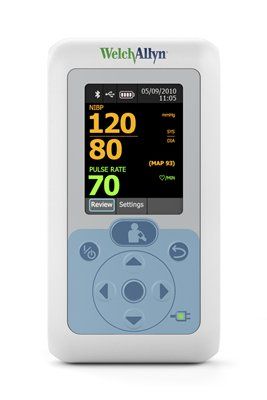 WelchAllyn®
05/09/2010
11:05
NIBP
120 mmHg
SYS
DIA
80
(MAP 93)
PULSE RATE
70 ♡/MIN
Review Settings